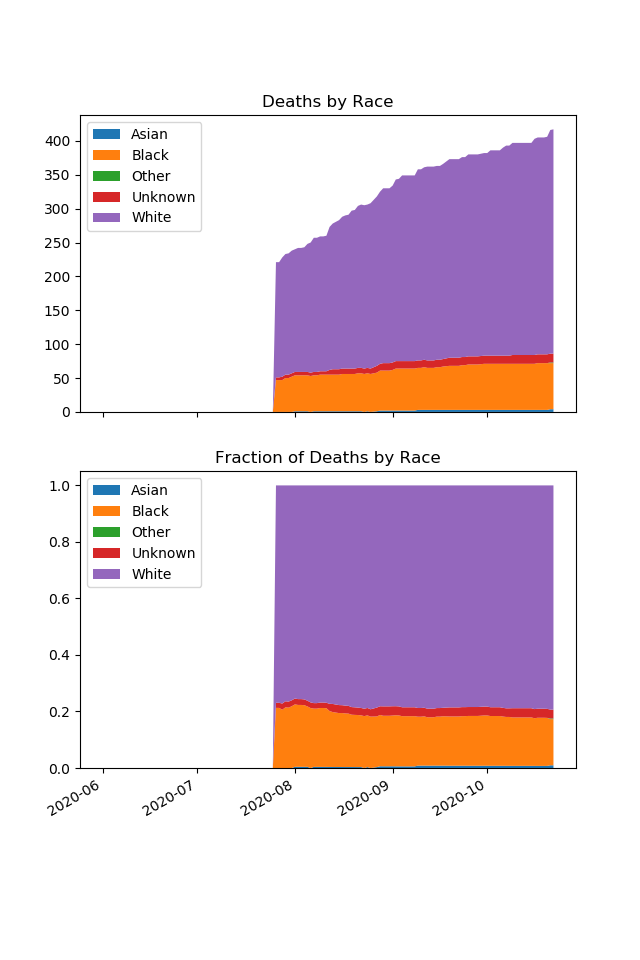 Deaths by Race
400
350
300
250
200
150
100
50
0
Asian
Black
Other
Unknown
White
Fraction of Deaths by Race
1.0
0.8
0.6
0.4
0.2
0.0
Asian
Black
Other
Unknown
White
2020-06
2020-07
2020-08
2020-09
2020-10